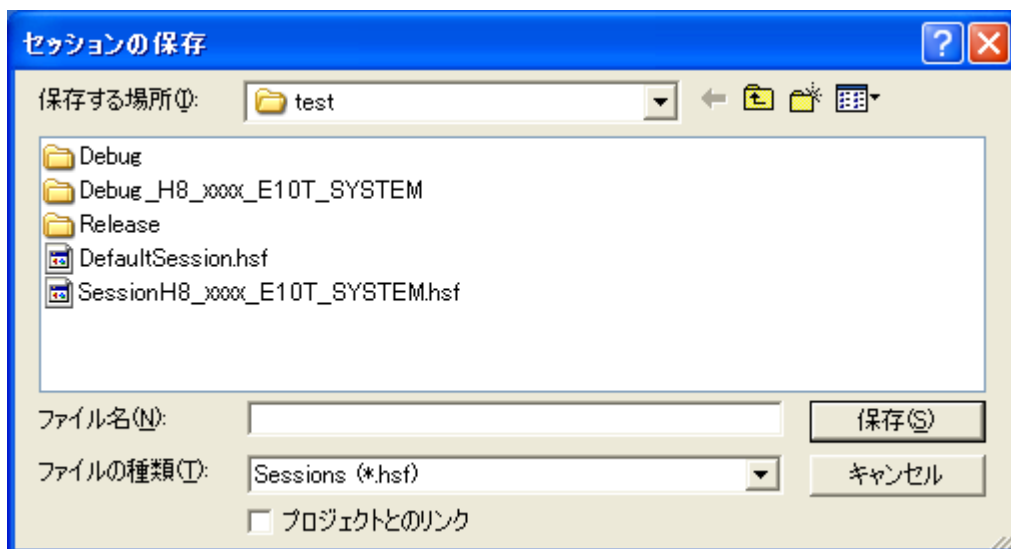 セッションの保存
保存する場所(I): test
Debug
Debug_H8_xxxx_E10T_SYSTEM
Release
DefaultSession.hsf
SessionH8_xxxx_E10T_SYSTEM.hsf
ファイル名(N): 保存(S)
ファイルの種類(T): Sessions (*.hsf) キャンセル
プロジェクトとのリンク